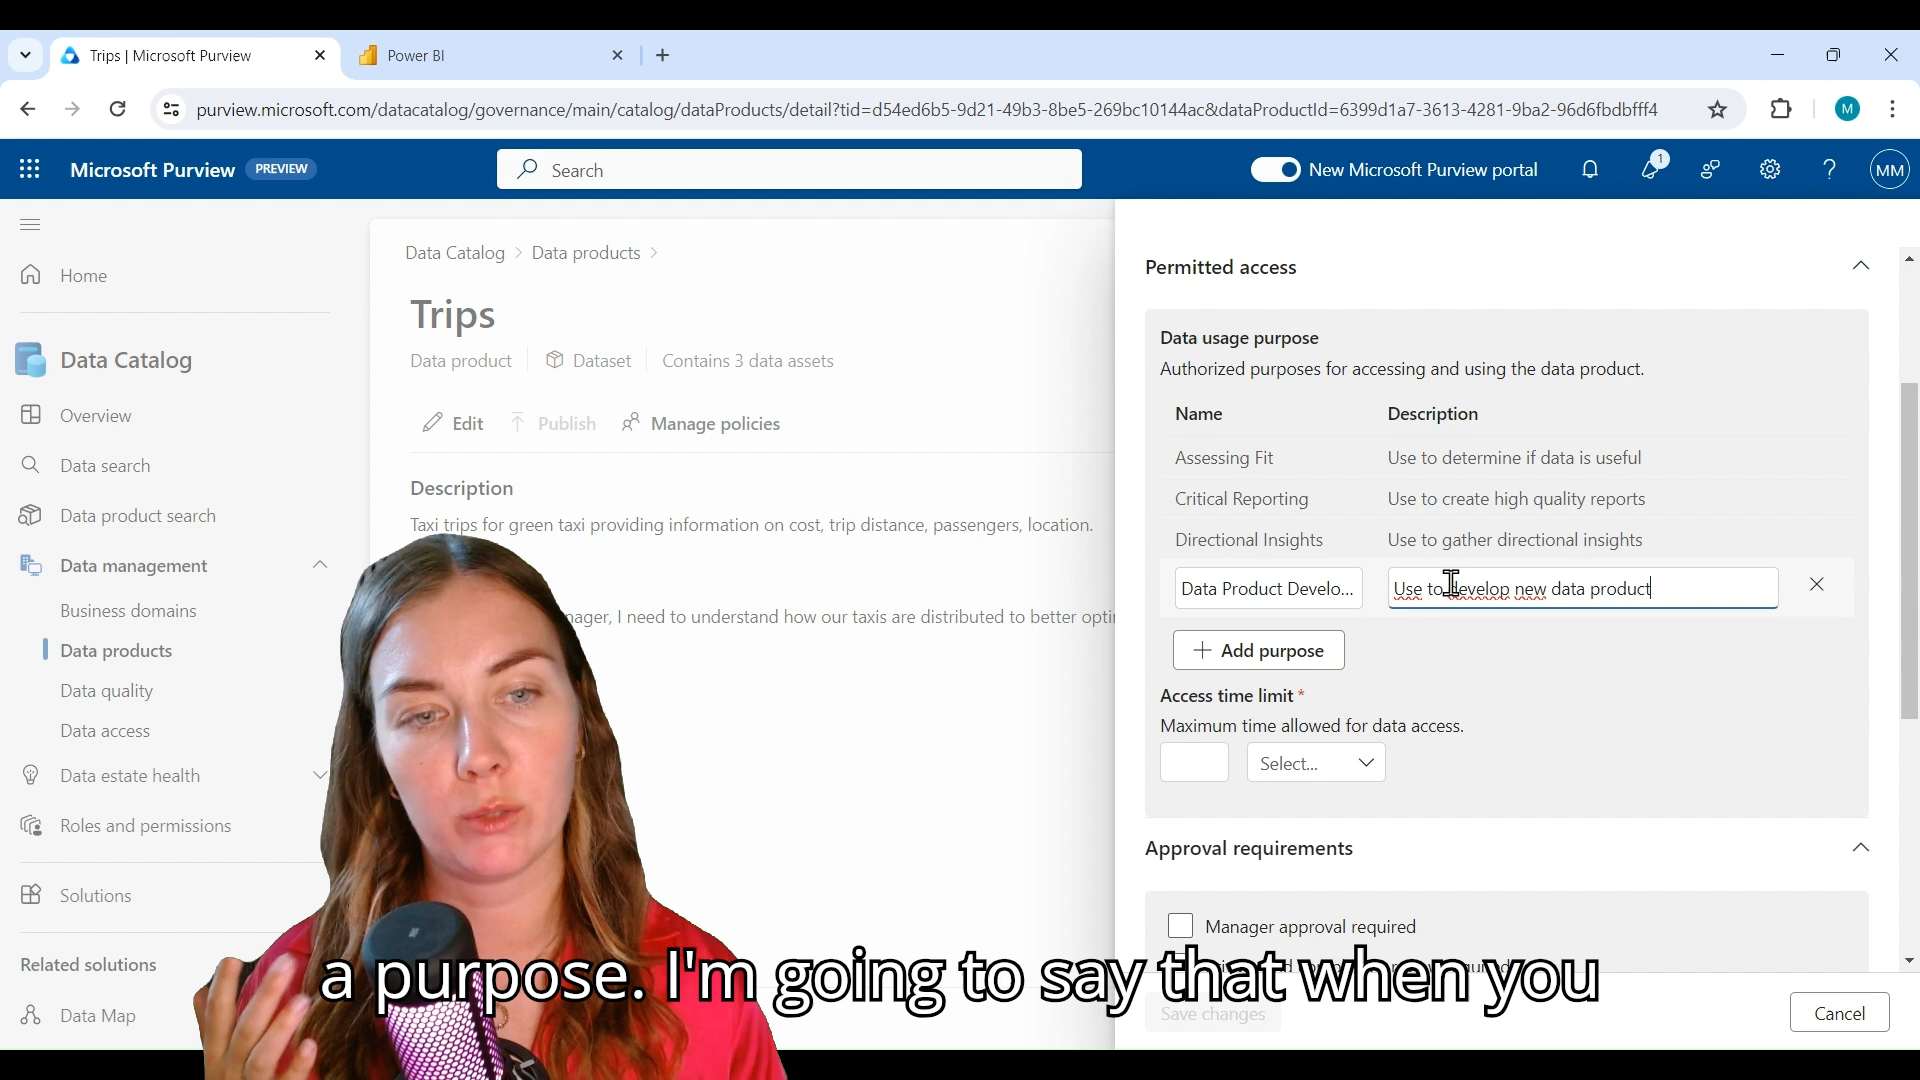 Trips | Microsoft Purview
Power BI
purview.microsoft.com/datacatalog/governance/main/catalog/dataProducts/detail?tid=d54ed6b5-9d21-49b3-8be5-269bc10144ac&dataProductId=6399d1a7-3613-4281-9ba2-96d6fbdbfff4
M
Microsoft Purview
PREVIEW
Search
New Microsoft Purview portal
1
MM
Home
Data Catalog
Overview
Data search
Data product search
Data management
Business domains
Data products
Data quality
Data access
Data estate health
Roles and permissions
Solutions
Related solutions
Data Map
Data Catalog > Data products >
Trips
Data product
Dataset
Contains 3 data assets
Edit
Publish
Manage policies
Description
Taxi trips for green taxi providing information on cost, trip distance, passengers, location.
I need to understand how our taxis are distributed to better
Permitted access
Data usage purpose
Authorized purposes for accessing and using the data product.
Name Description
Assessing Fit Use to determine if data is useful
Critical Reporting Use to create high quality reports
Directional Insights Use to gather directional insights
Data Product Develo... Use to develop new data product
Add purpose
Access time limit *
Maximum time allowed for data access.
Select...
Approval requirements
Manager approval required
Save changes
Cancel
a purpose. I'm going to say that when you